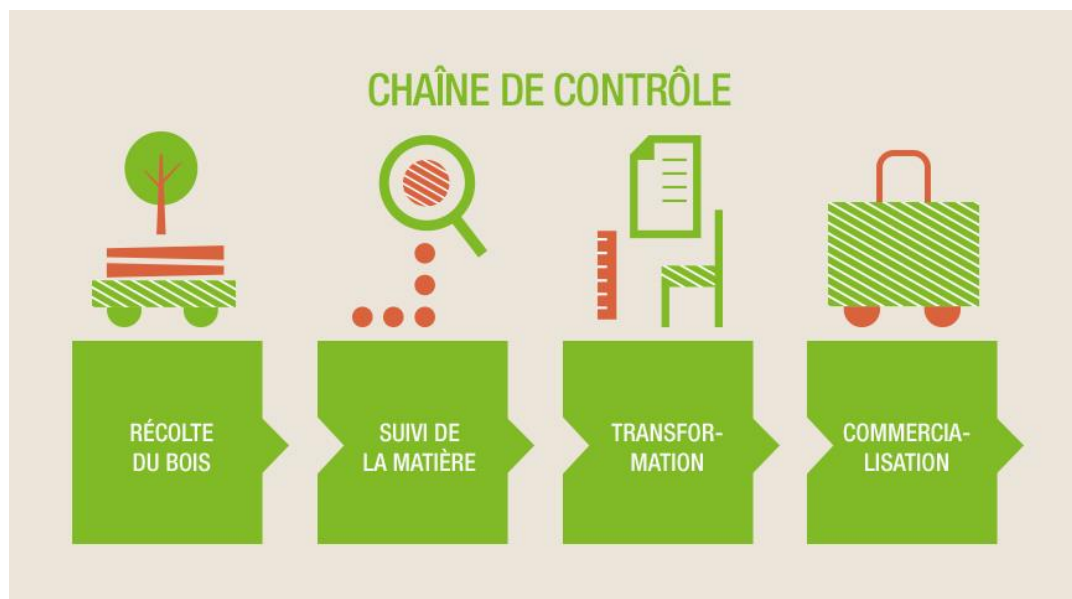 CHAÎNE DE CONTRÔLE
RÉCOLTE
DU BOIS
SUIVI DE
LA MATIÈRE
TRANSFOR-
MATION
COMMERCIA-
LISATION